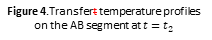 Figure 4.Transfert temperature profiles
on the AB segment at t = t₂